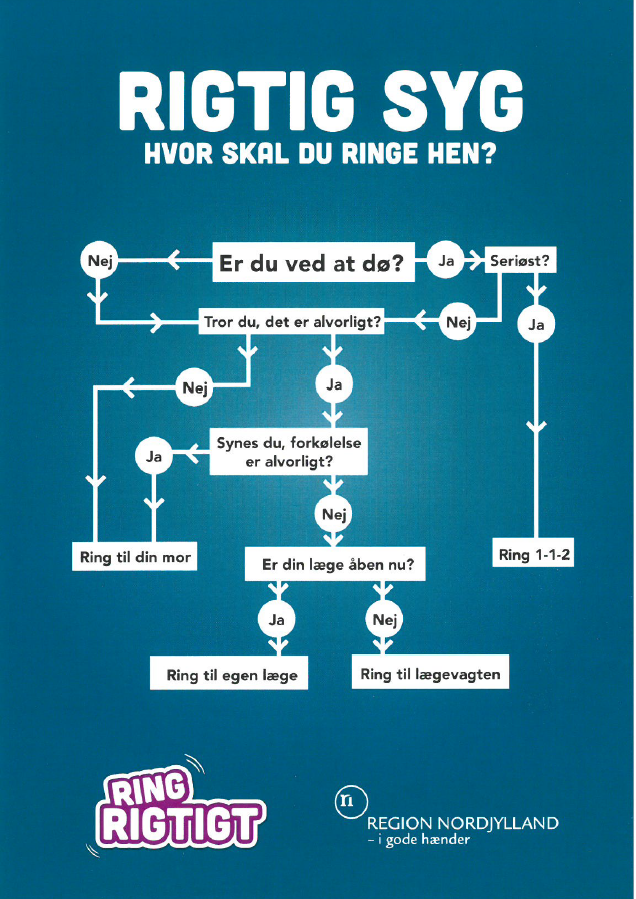 RIGTIG SYG
HVOR SKAL DU RINGE HEN?
Nej
Er du ved at dø?
Ja
Seriøst?
Tror du, det er alvorligt?
Nej
Ja
Nej
Ja
Synes du, forkølelse
er alvorligt?
Ja
Nej
Ring til din mor
Ring 1-1-2
Er din læge åben nu?
Ja
Nej
Ring til egen læge
Ring til lægevagten
RING
RIGTIGT
REGION NORDJYLLAND
– i gode hænder